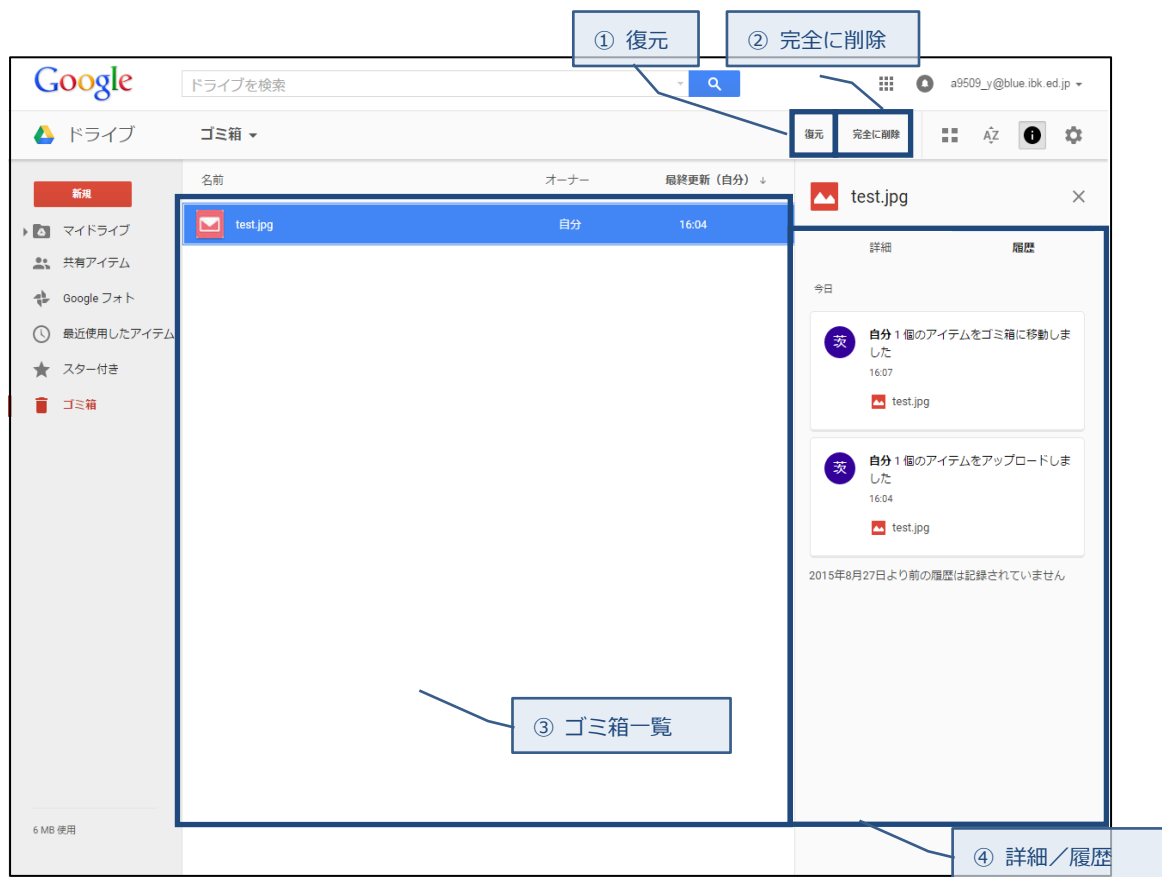 ① 復元
② 完全に削除
Google
ドライブを検索
a9509_y@blue.ibk.ed.jp
ドライブ
ゴミ箱
復元
完全に削除
AZ
新規
マイドライブ
共有アイテム
Google フォト
最近使用したアイテム
スター付き
ゴミ箱
6 MB 使用
名前
オーナー
最終更新（自分）↓
test.jpg
自分
16:04
③ ゴミ箱一覧
test.jpg
詳細
履歴
今日
茨
自分 1 個のアイテムをゴミ箱に移動しま
した
16:07
test.jpg
茨
自分 1 個のアイテムをアップロードしま
した
16:04
test.jpg
2015年8月27日より前の履歴は記録されていません
④ 詳細／履歴